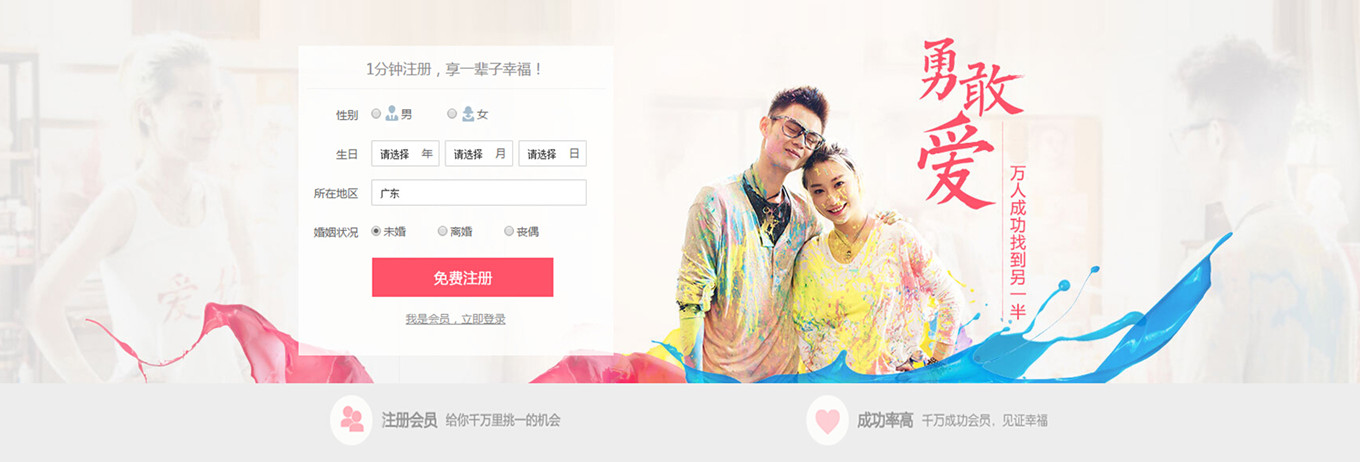 1分钟注册，享一辈子幸福！
性别 男 女
生日 请选择 年 请选择 月 请选择 日
所在地区 广东
婚姻状况 未婚 离婚 丧偶
免费注册
我是会员，立即登录
勇敢
爱
万人成功找到另一半
爱
注册会员 给你千万里挑一的机会
成功率高 千万成功会员，见证幸福